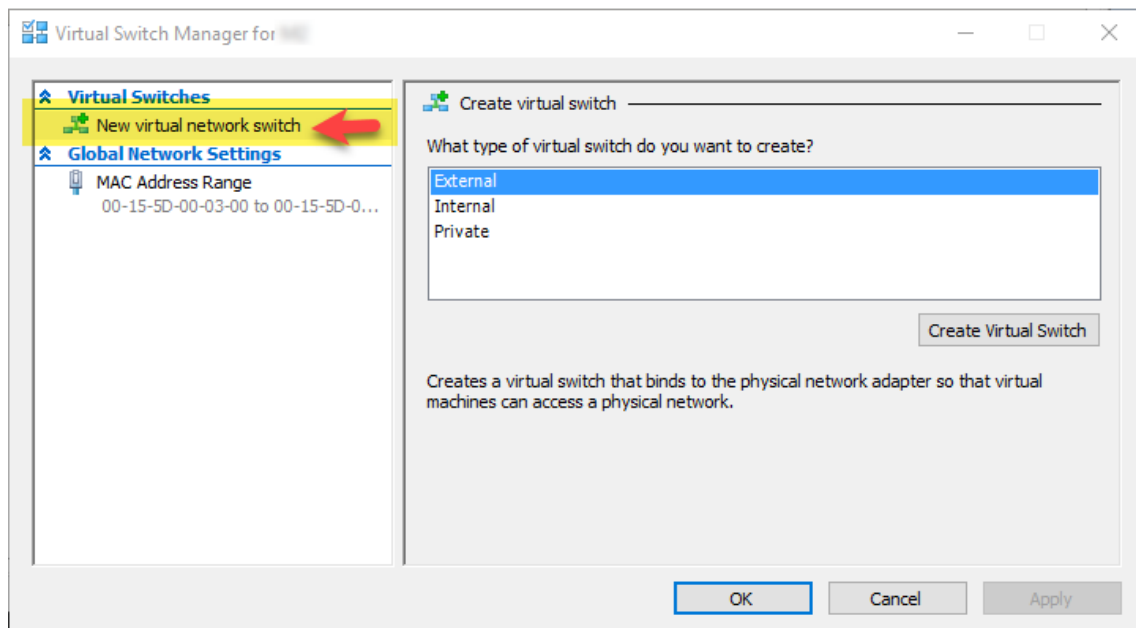 Virtual Switch Manager for
Virtual Switches
New virtual network switch
Global Network Settings
MAC Address Range
00-15-5D-00-03-00 to 00-15-5D-0...
Create virtual switch
What type of virtual switch do you want to create?
External
Internal
Private
Create Virtual Switch
Creates a virtual switch that binds to the physical network adapter so that virtual
machines can access a physical network.
OK
Cancel
Apply